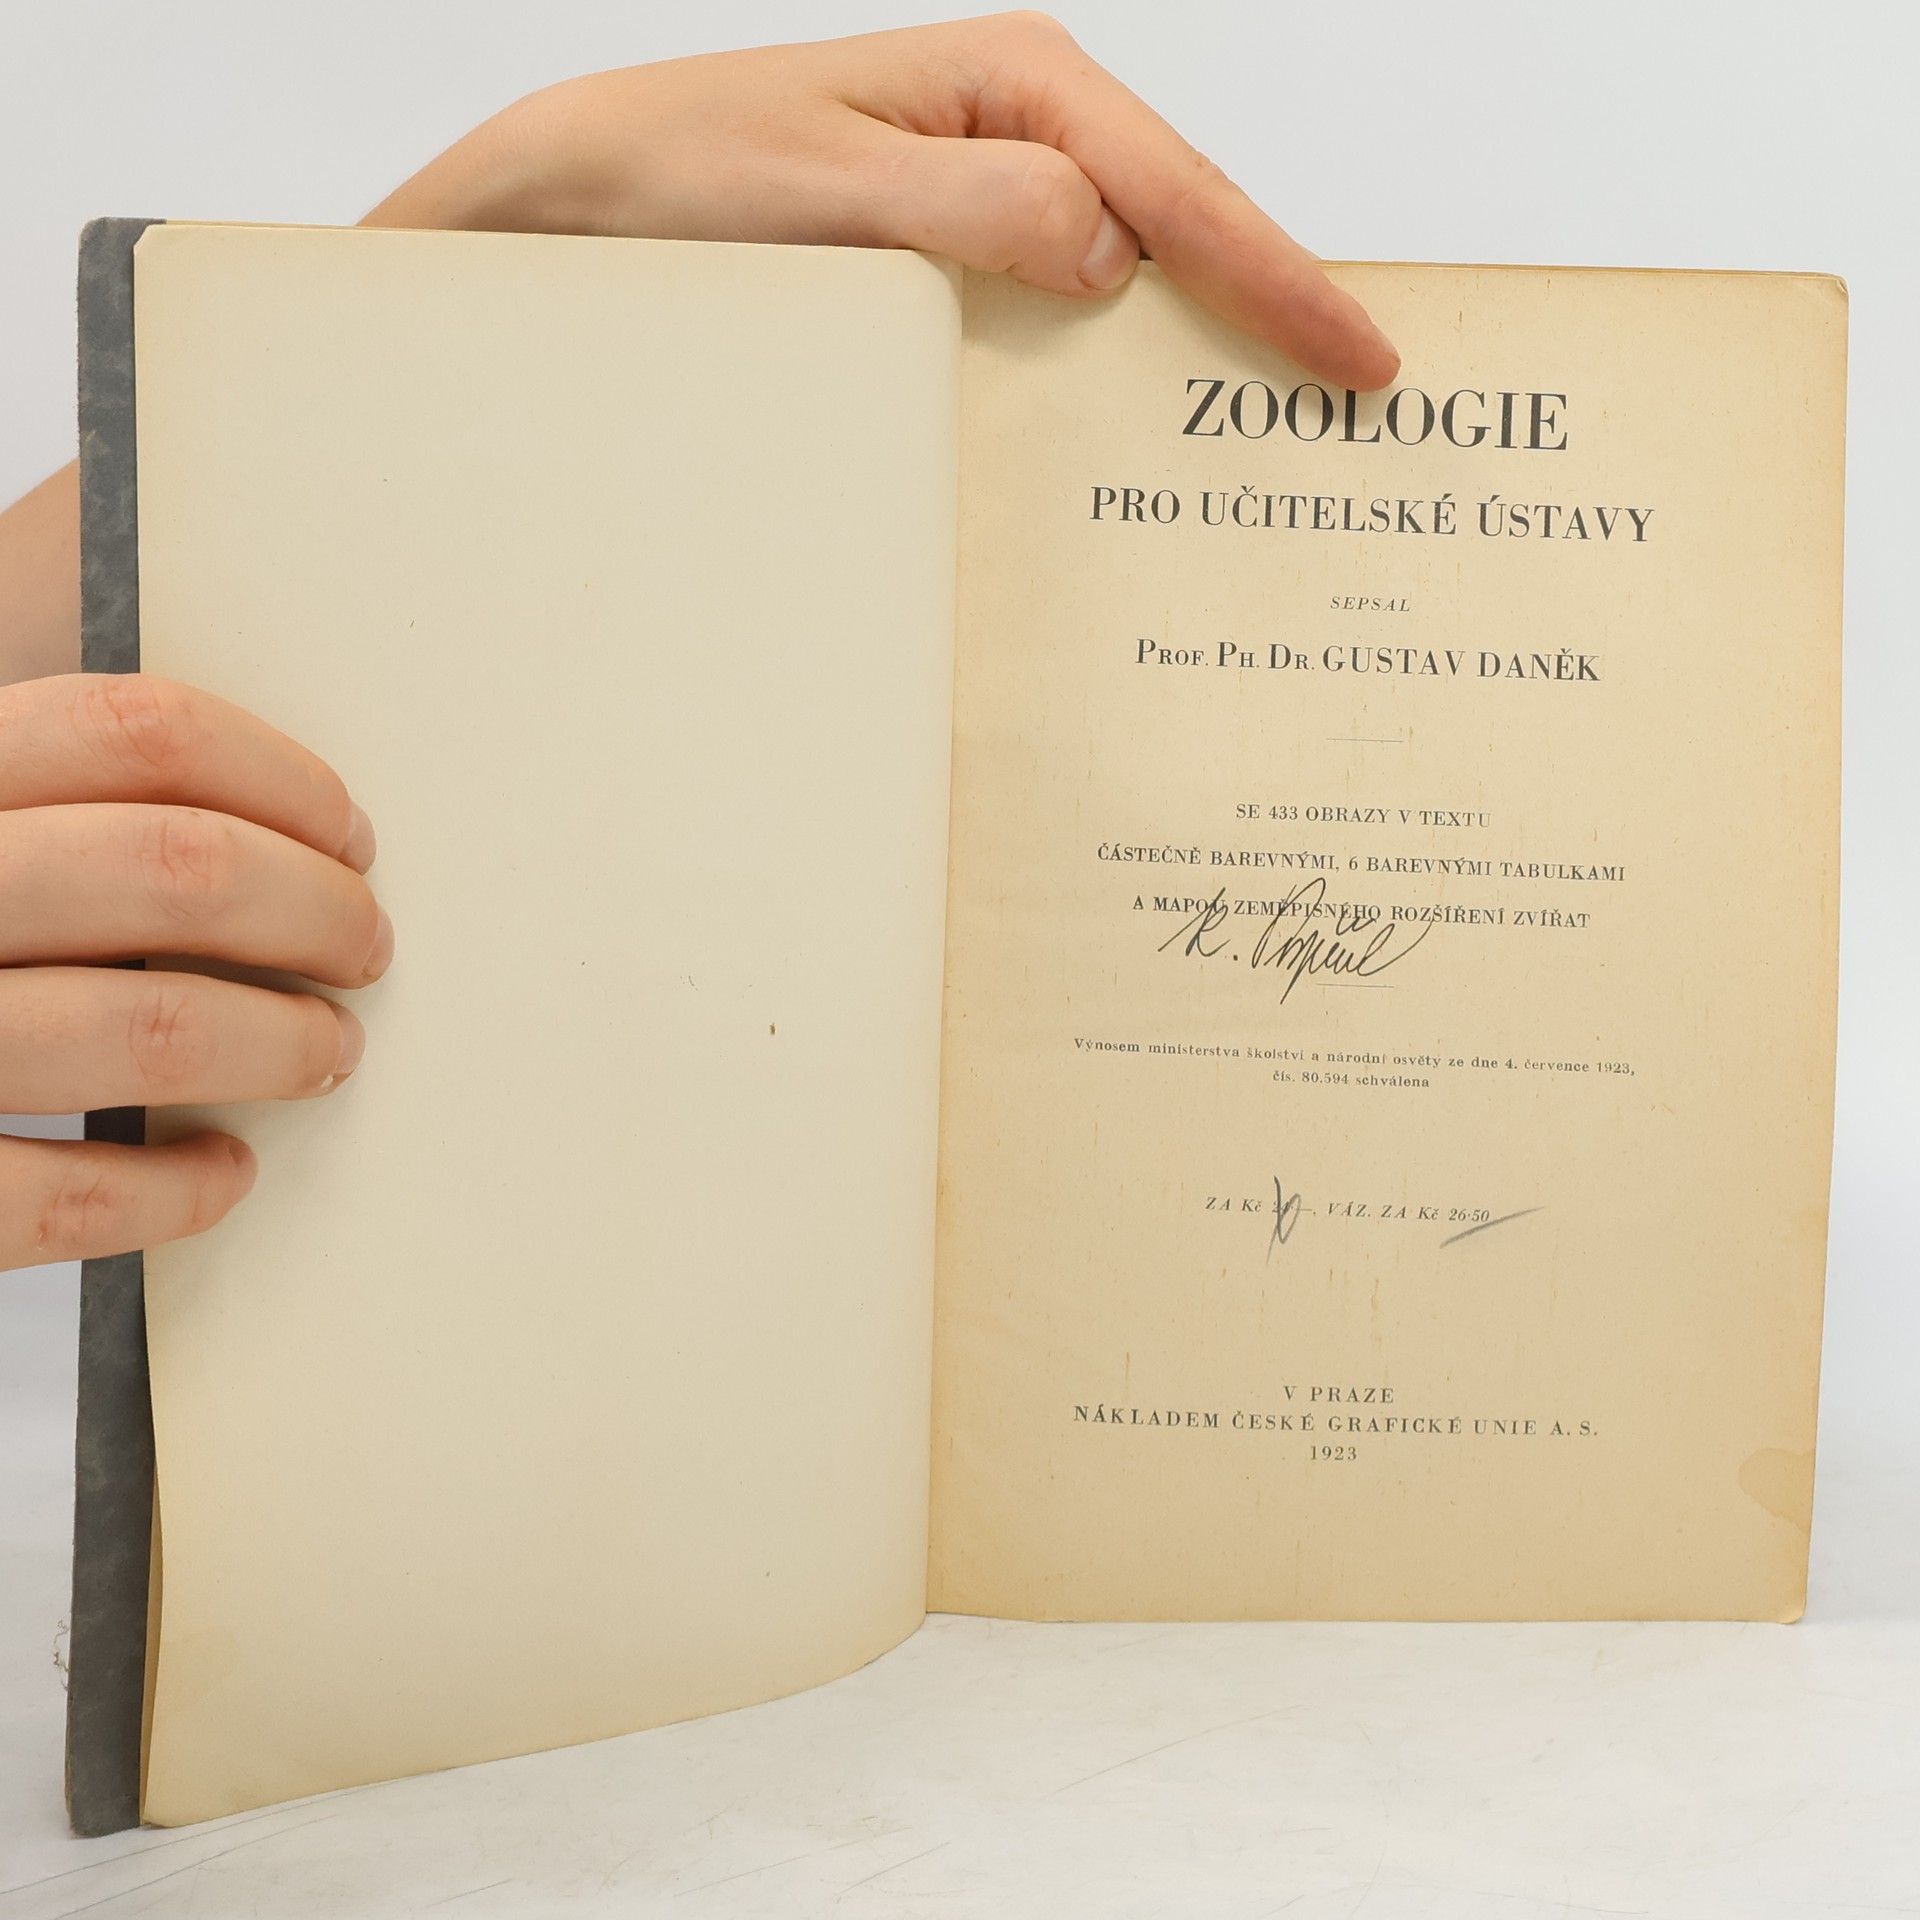 ZOOLOGIE
PRO UČITELSKÉ ÚSTAVY
SEPSAL
PROF. PH. DR. GUSTAV DANĚK
SE 433 OBRAZY V TEXTU
ČÁSTEČNĚ BAREVNÝMI, 6 BAREVNÝMI TABULKAMI
A MAPOU ZEMĚPISNÉHO ROZŠÍŘENÍ ZVÍŘAT
K.
Výnosem ministerstva školství a národní osvěty ze dne 4. července 1923,
čís. 80.594 schválena
ZA Kč VÁZ. ZA Kč 26·50
V PRAZE
NÁKLADEM ČESKÉ GRAFICKÉ UNIE A. S.
1923